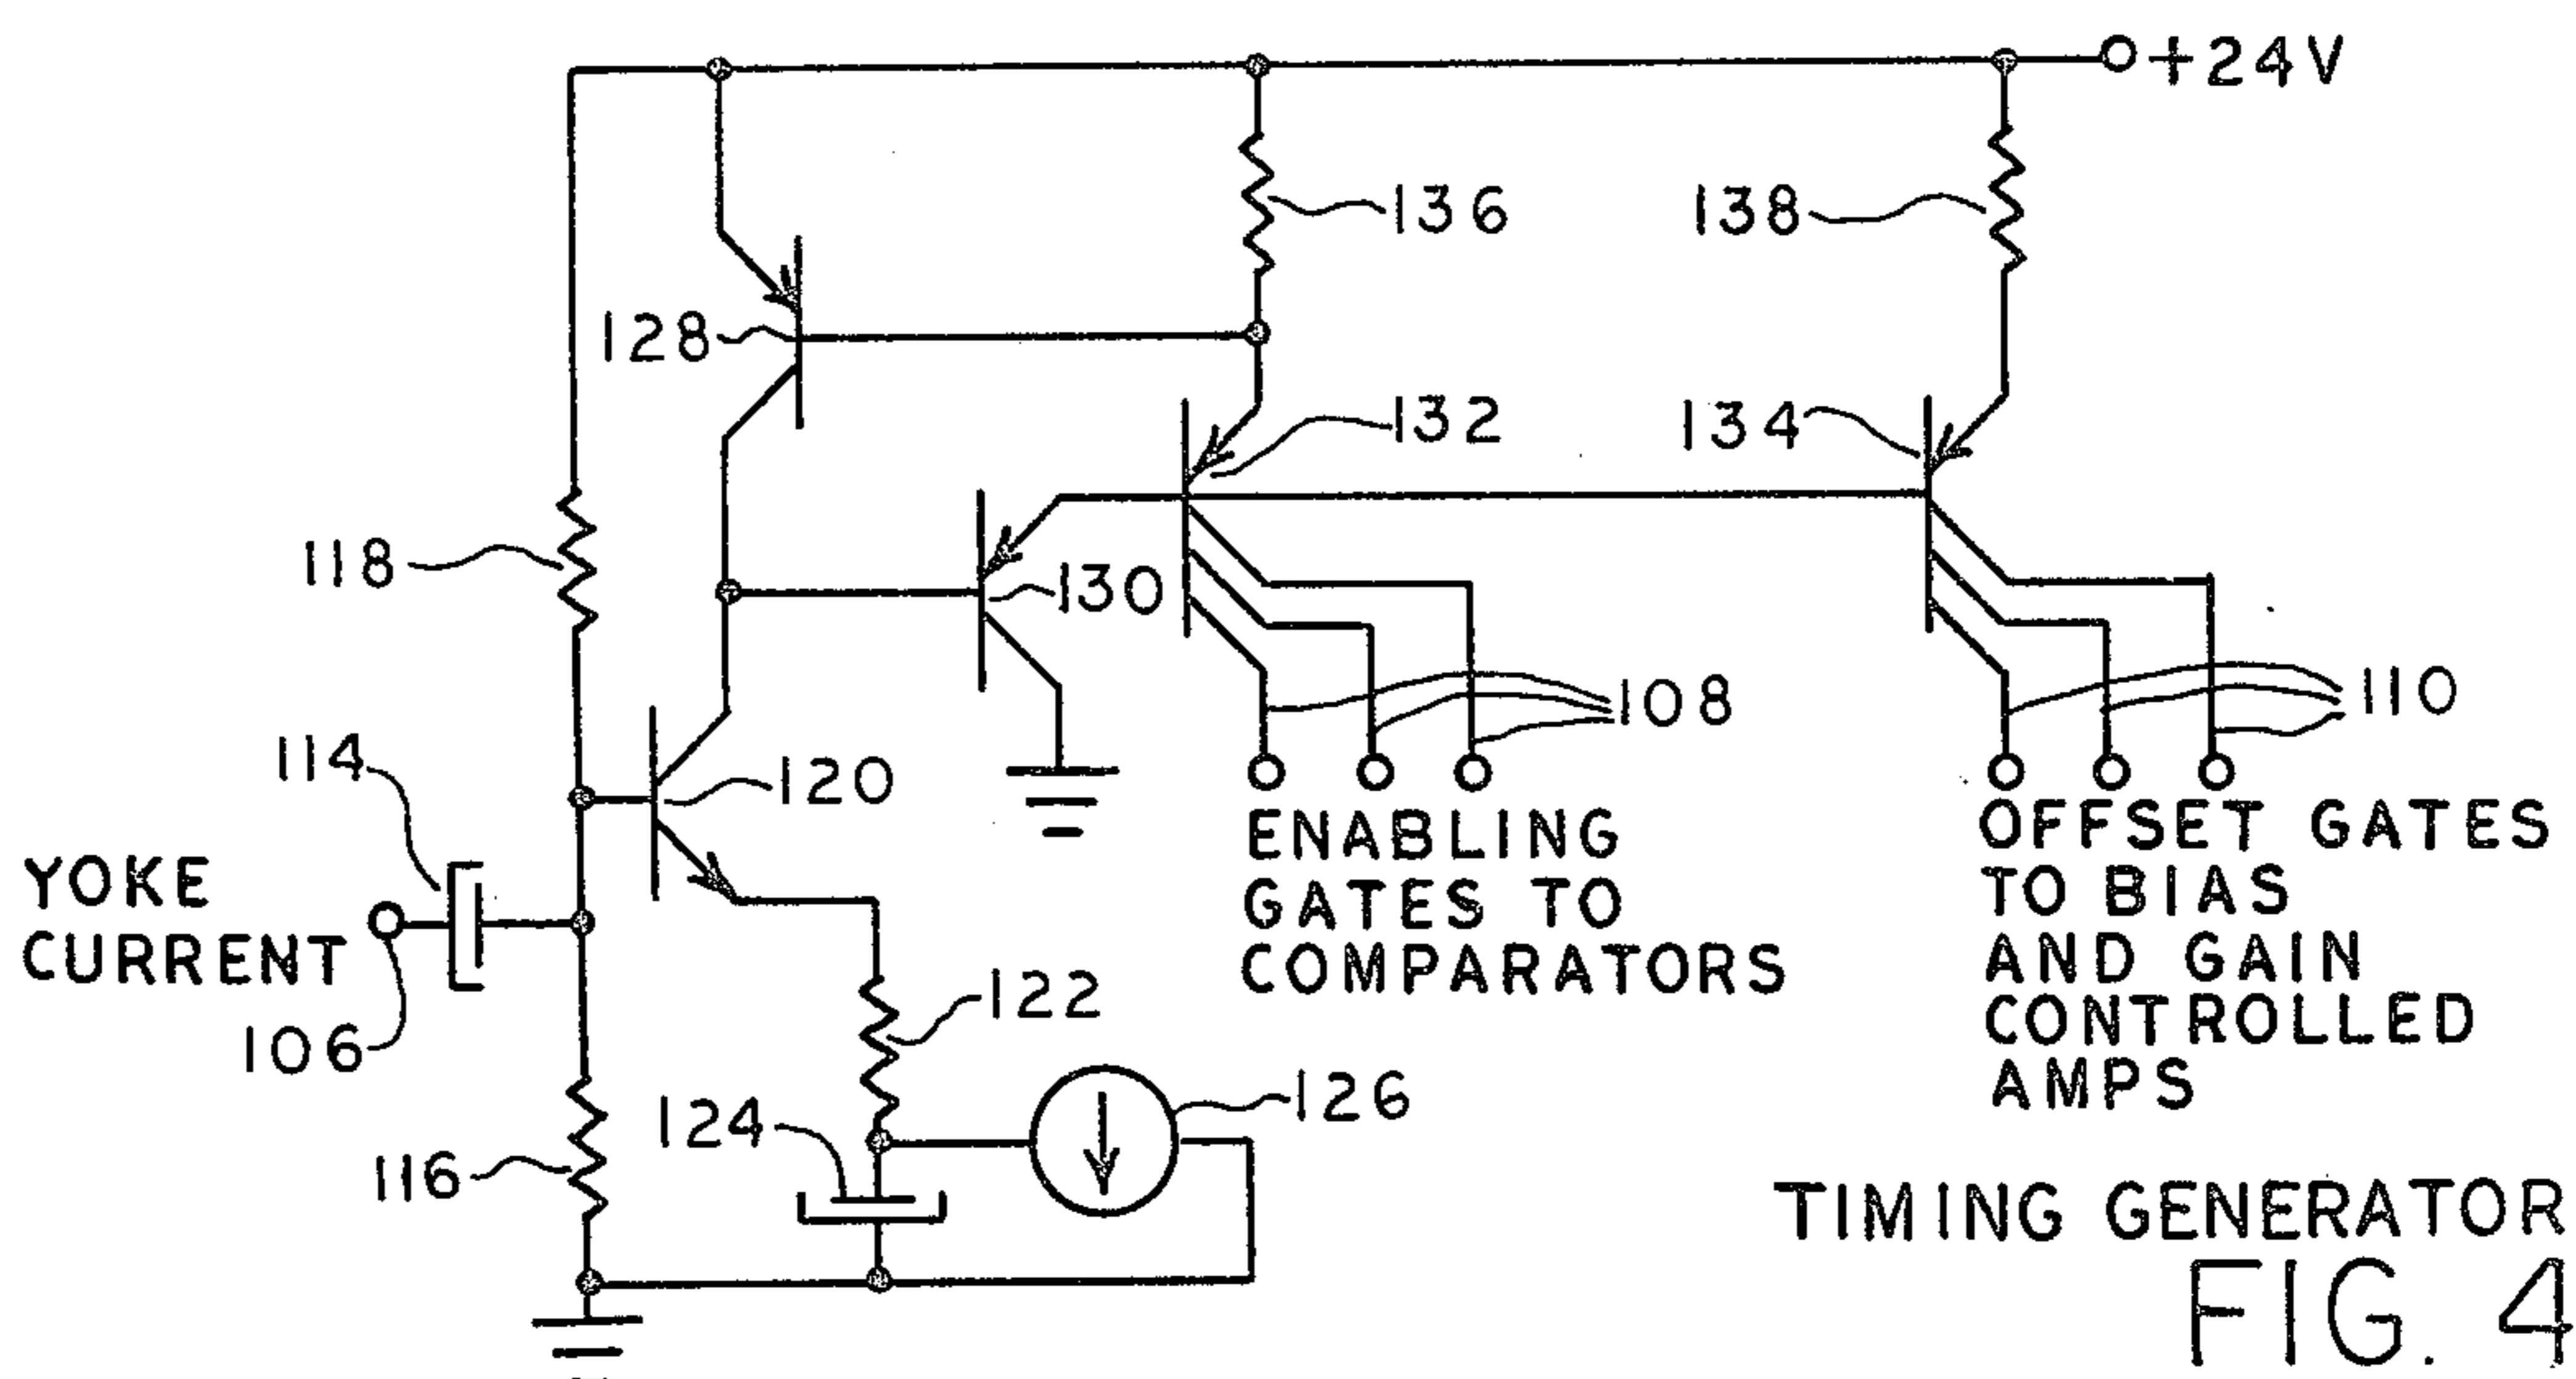 +24V
136
138
128
132
134
118
130
108
110
114
120
YOKE
CURRENT
106
ENABLING
GATES TO
COMPARATORS
OFFSET GATES
TO BIAS
AND GAIN
CONTROLLED
AMPS
122
124
126
116
TIMING GENERATOR
FIG. 4